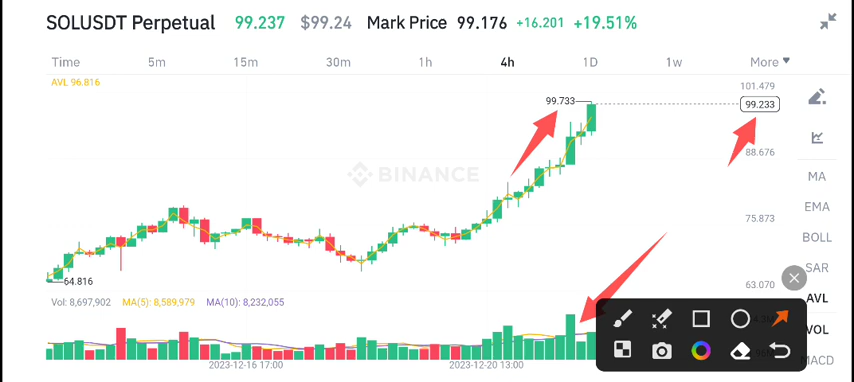 SOLUSDT Perpetual 99.237 $99.24 Mark Price 99.176 +16.201 +19.51%
Time 5m 15m 30m 1h 4h 1D 1w More
AVL 96.816
101.479
99.733
99.233
88.676
BINANCE
MA
EMA
75.873
BOLL
SAR
64.816
63.070
Vol: 8,697,902 MA(5): 8,589,979 MA(10): 8,232,055
AVL
VOL
MACD
2023-12-16 17:00 2023-12-20 13:00